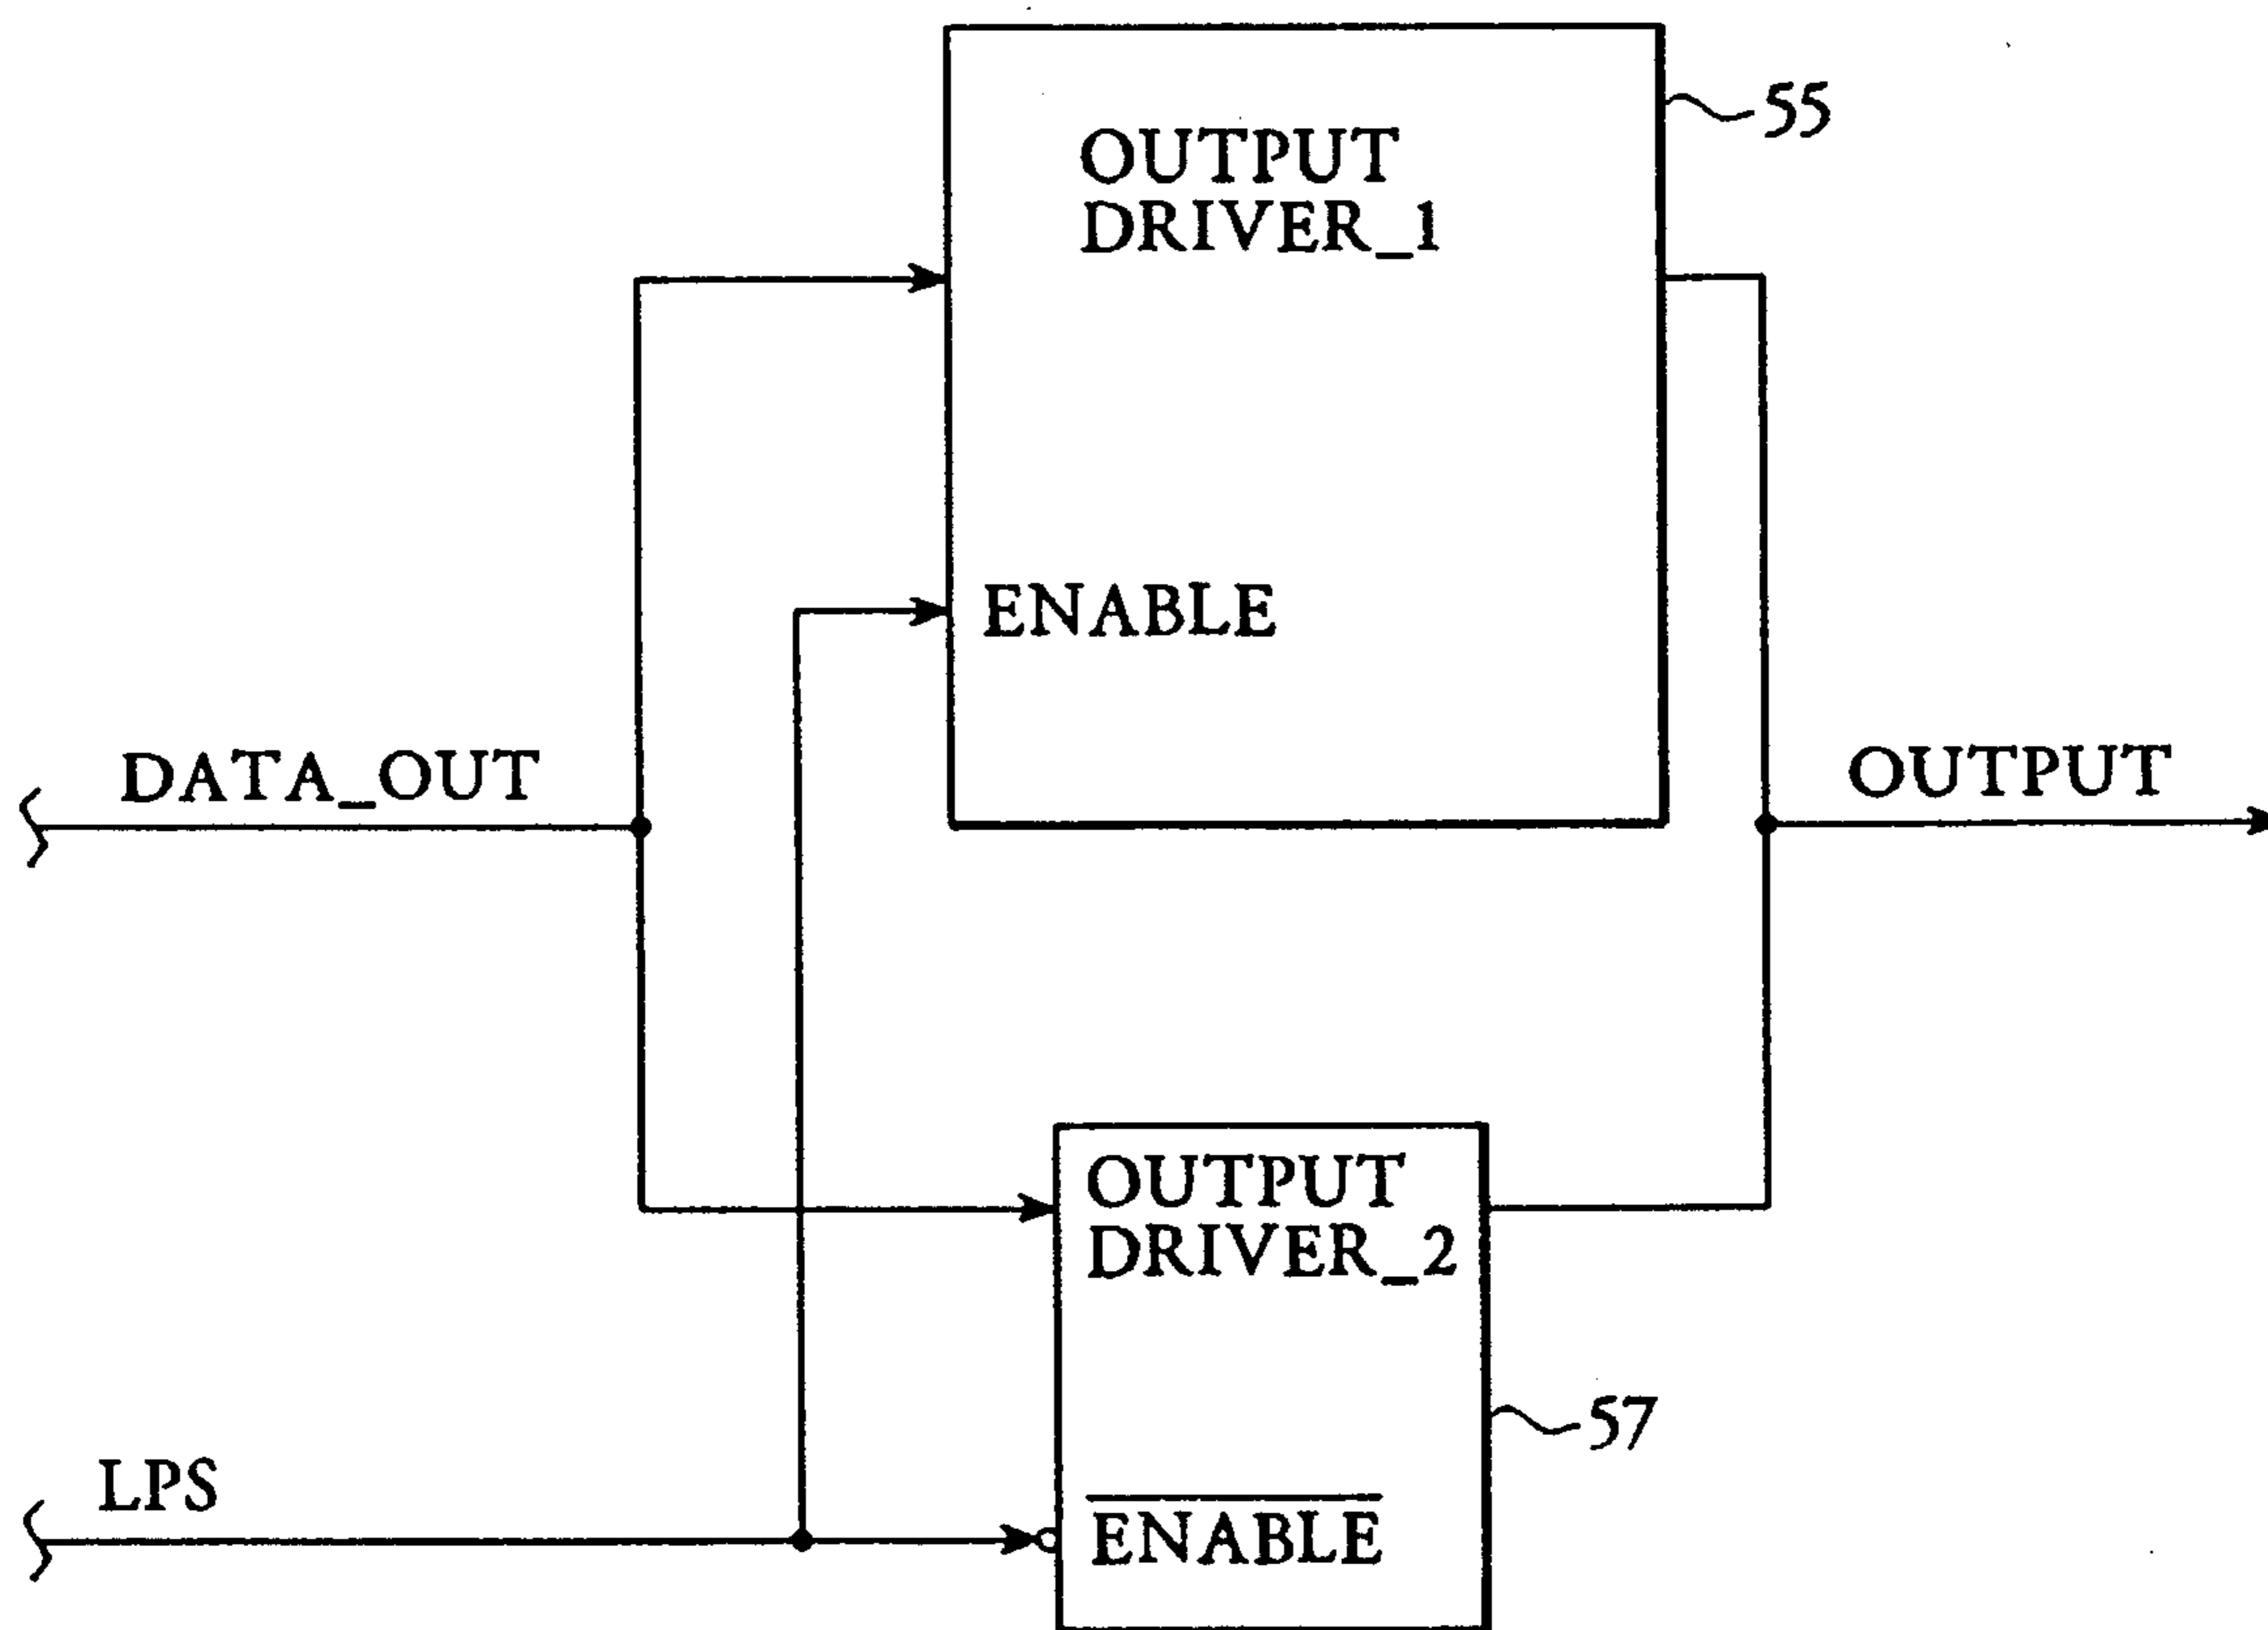 55
OUTPUT
DRIVER_1
ENABLE
DATA_OUT
OUTPUT
OUTPUT
DRIVER_2
57
LPS
ENABLE